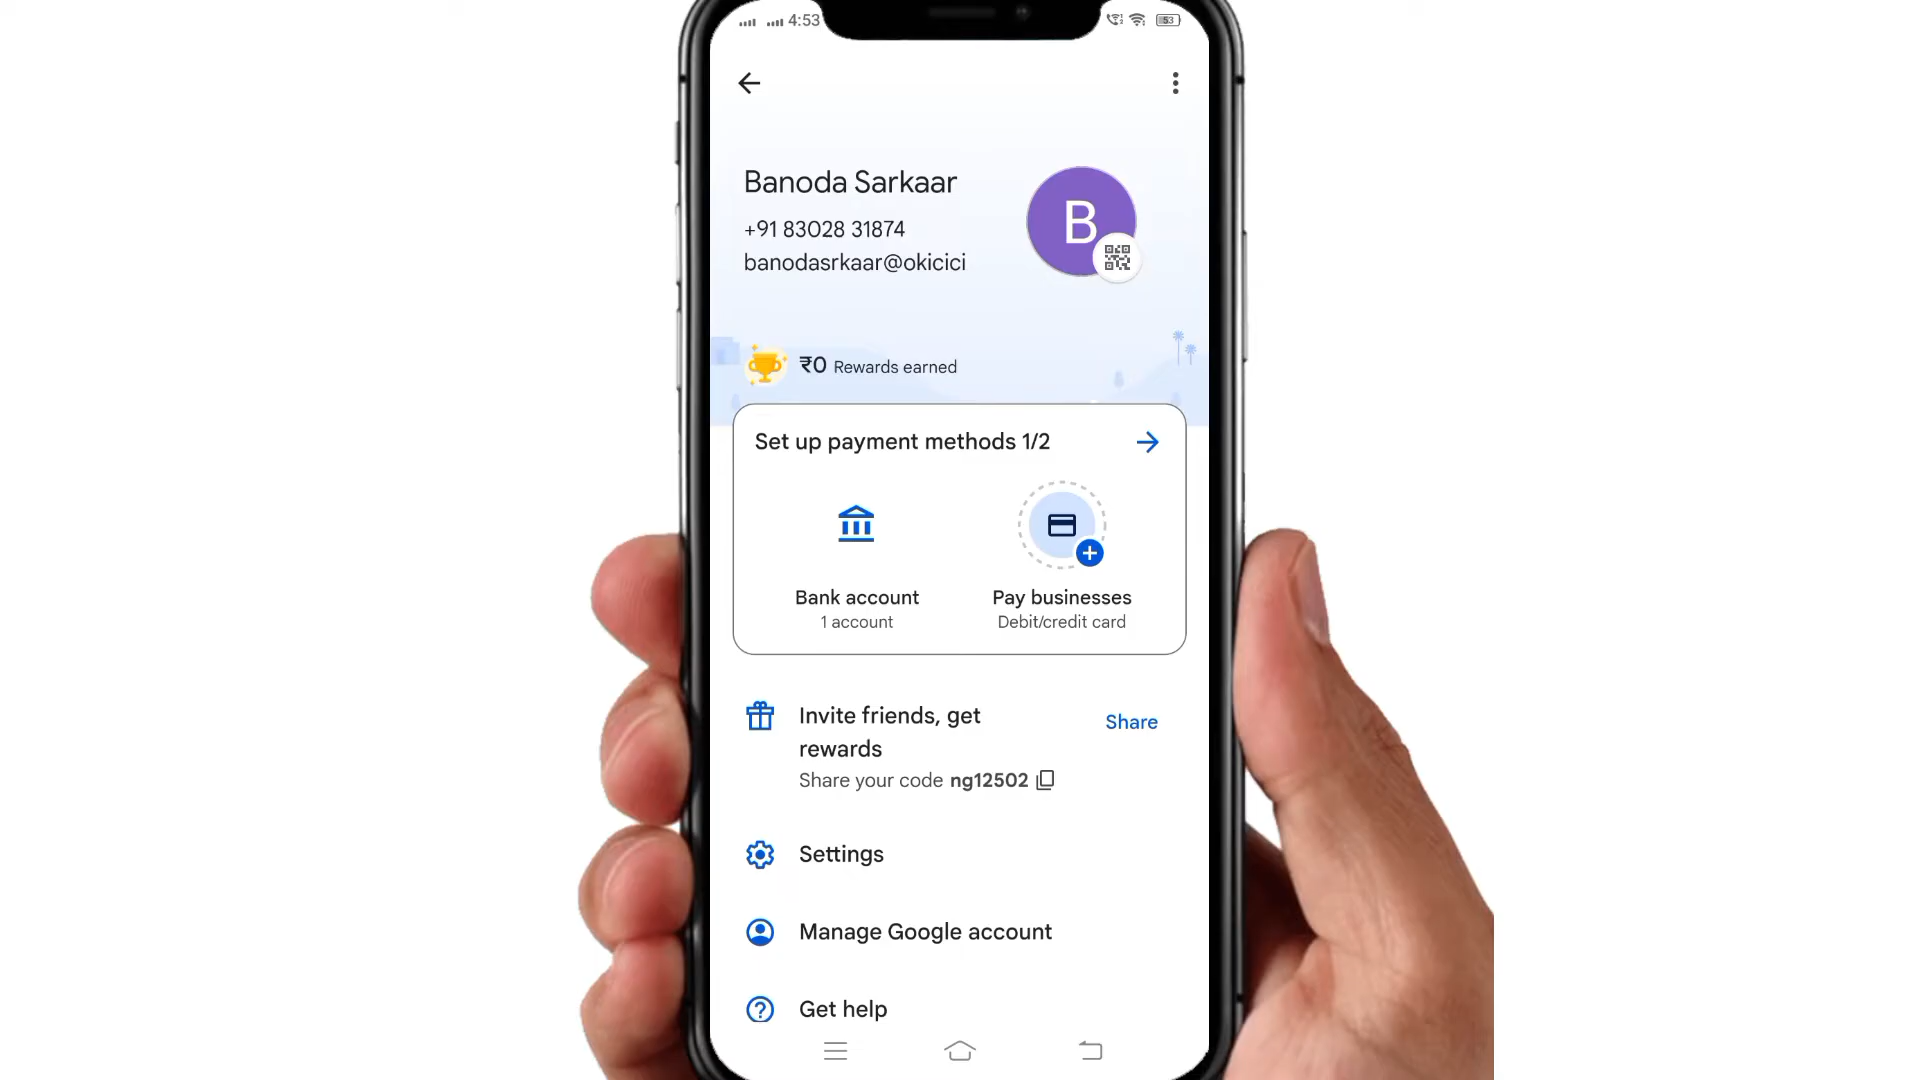 4:53
53
Banoda Sarkaar
B
+91 83028 31874
banodasrkaar@okicici
₹0 Rewards earned
Set up payment methods 1/2
Bank account
1 account
Pay businesses
Debit/credit card
Invite friends, get
rewards
Share
Share your code ng12502
Settings
Manage Google account
Get help